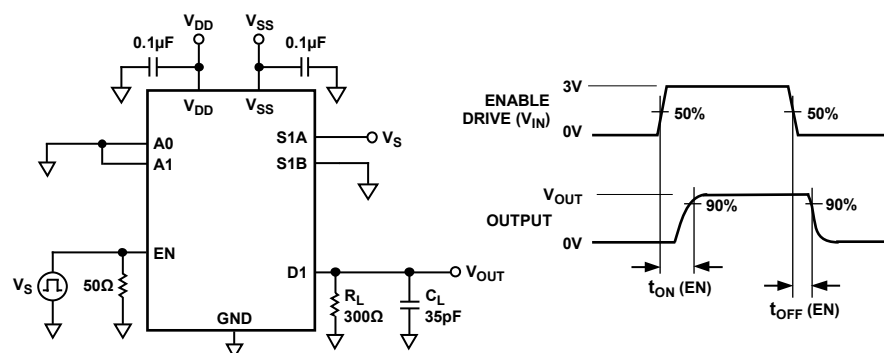 VDD
VSS
0.1µF
0.1µF
VDD
VSS
A0
A1
S1A
VS
S1B
EN
VS
50Ω
D1
VOUT
RL
300Ω
CL
35pF
GND
3V
ENABLE
DRIVE (VIN)
50%
50%
0V
VOUT
OUTPUT
90%
90%
0V
tON (EN)
tOFF (EN)